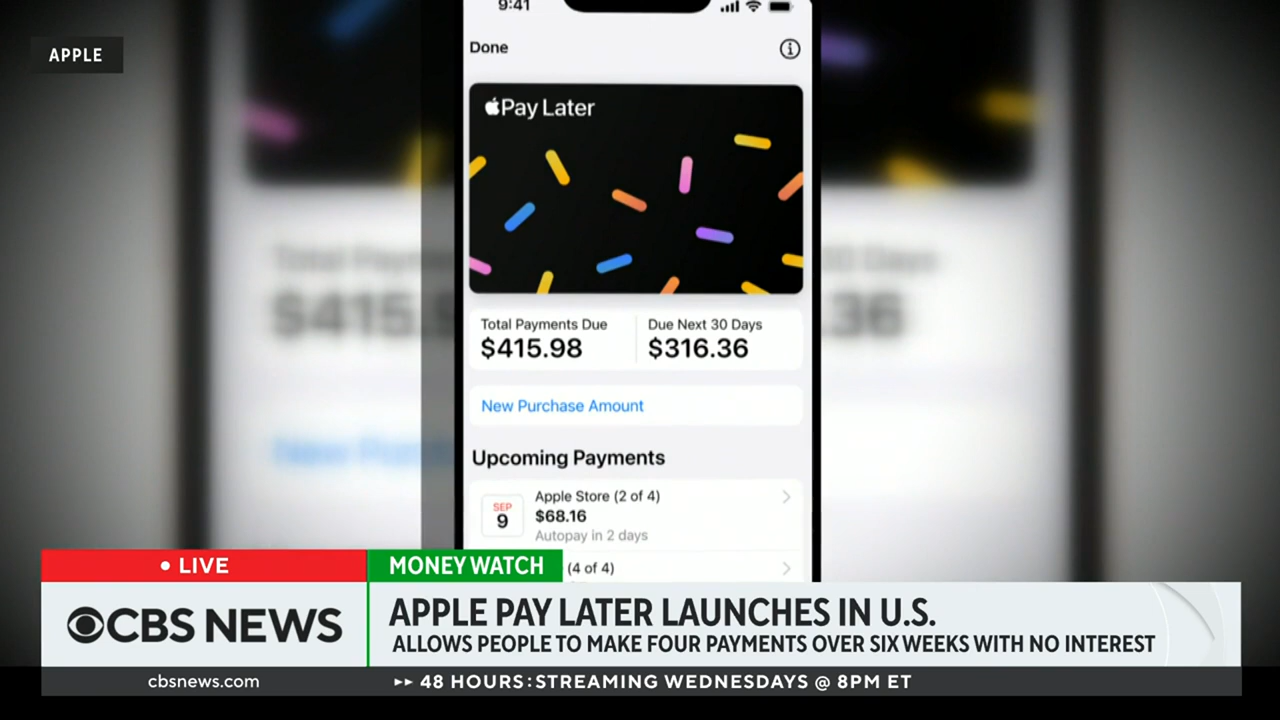 9:41
APPLE
Done
Pay Later
Total Payments Due
$415.98
Due Next 30 Days
$316.36
New Purchase Amount
Upcoming Payments
SEP
9
Apple Store (2 of 4)
$68.16
Autopay in 2 days
(4 of 4)
LIVE
MONEY WATCH
CBS NEWS
APPLE PAY LATER LAUNCHES IN U.S.
ALLOWS PEOPLE TO MAKE FOUR PAYMENTS OVER SIX WEEKS WITH NO INTEREST
cbsnews.com
48 HOURS: STREAMING WEDNESDAYS @ 8PM ET